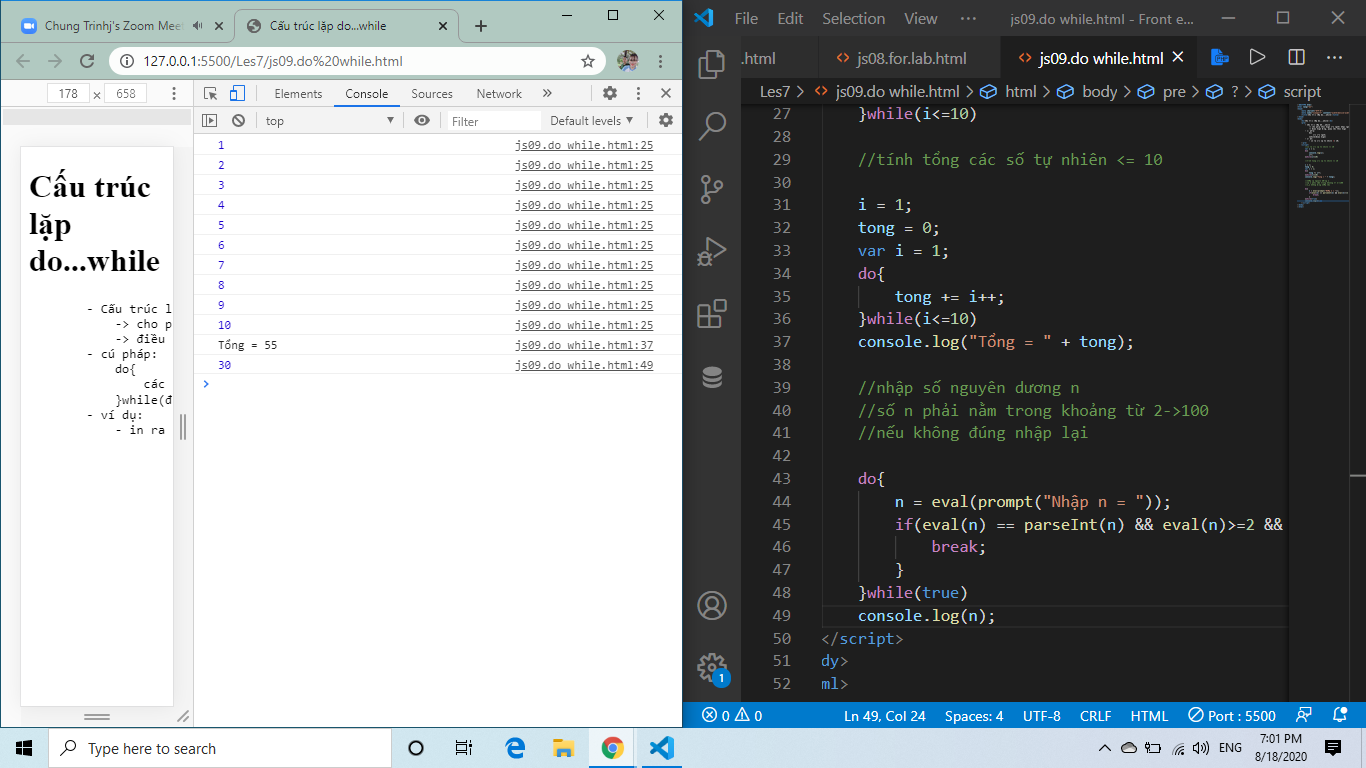 Chung Trinhj's Zoom Meet
Cấu trúc lặp do...while
127.0.0.1:5500/Les7/js09.do%20while.html
178 × 658
Elements Console Sources Network »
top Filter Default levels ▼
1 js09.do while.html:25
2 js09.do while.html:25
3 js09.do while.html:25
4 js09.do while.html:25
5 js09.do while.html:25
6 js09.do while.html:25
7 js09.do while.html:25
8 js09.do while.html:25
9 js09.do while.html:25
10 js09.do while.html:25
Tổng = 55 js09.do while.html:37
30 js09.do while.html:49
>
Cấu trúc
lặp
do...while
- Cấu trúc l
-> cho p
-> điều
- cú pháp:
do{
các
}while(đ
- ví dụ:
- in ra
File Edit Selection View ··· js09.do while.html - Front e...
.html <> js08.for.lab.html <> js09.do while.html
Les7 > <> js09.do while.html > html > body > pre > ? > script
27 }while(i<=10)
28
29 //tính tổng các số tự nhiên <= 10
30
31 i = 1;
32 tong = 0;
33 var i = 1;
34 do{
35 tong += i++;
36 }while(i<=10)
37 console.log("Tổng = " + tong);
38
39 //nhập số nguyên dương n
40 //số n phải nằm trong khoảng từ 2->100
41 //nếu không đúng nhập lại
42
43 do{
44 n = eval(prompt("Nhập n = "));
45 if(eval(n) == parseInt(n) && eval(n)>=2 &&
46 break;
47 }
48 }while(true)
49 console.log(n);
50 </script>
51 dy>
52 ml>
1
0 0 Ln 49, Col 24 Spaces: 4 UTF-8 CRLF HTML Port : 5500
Type here to search
ENG 7:01 PM
8/18/2020